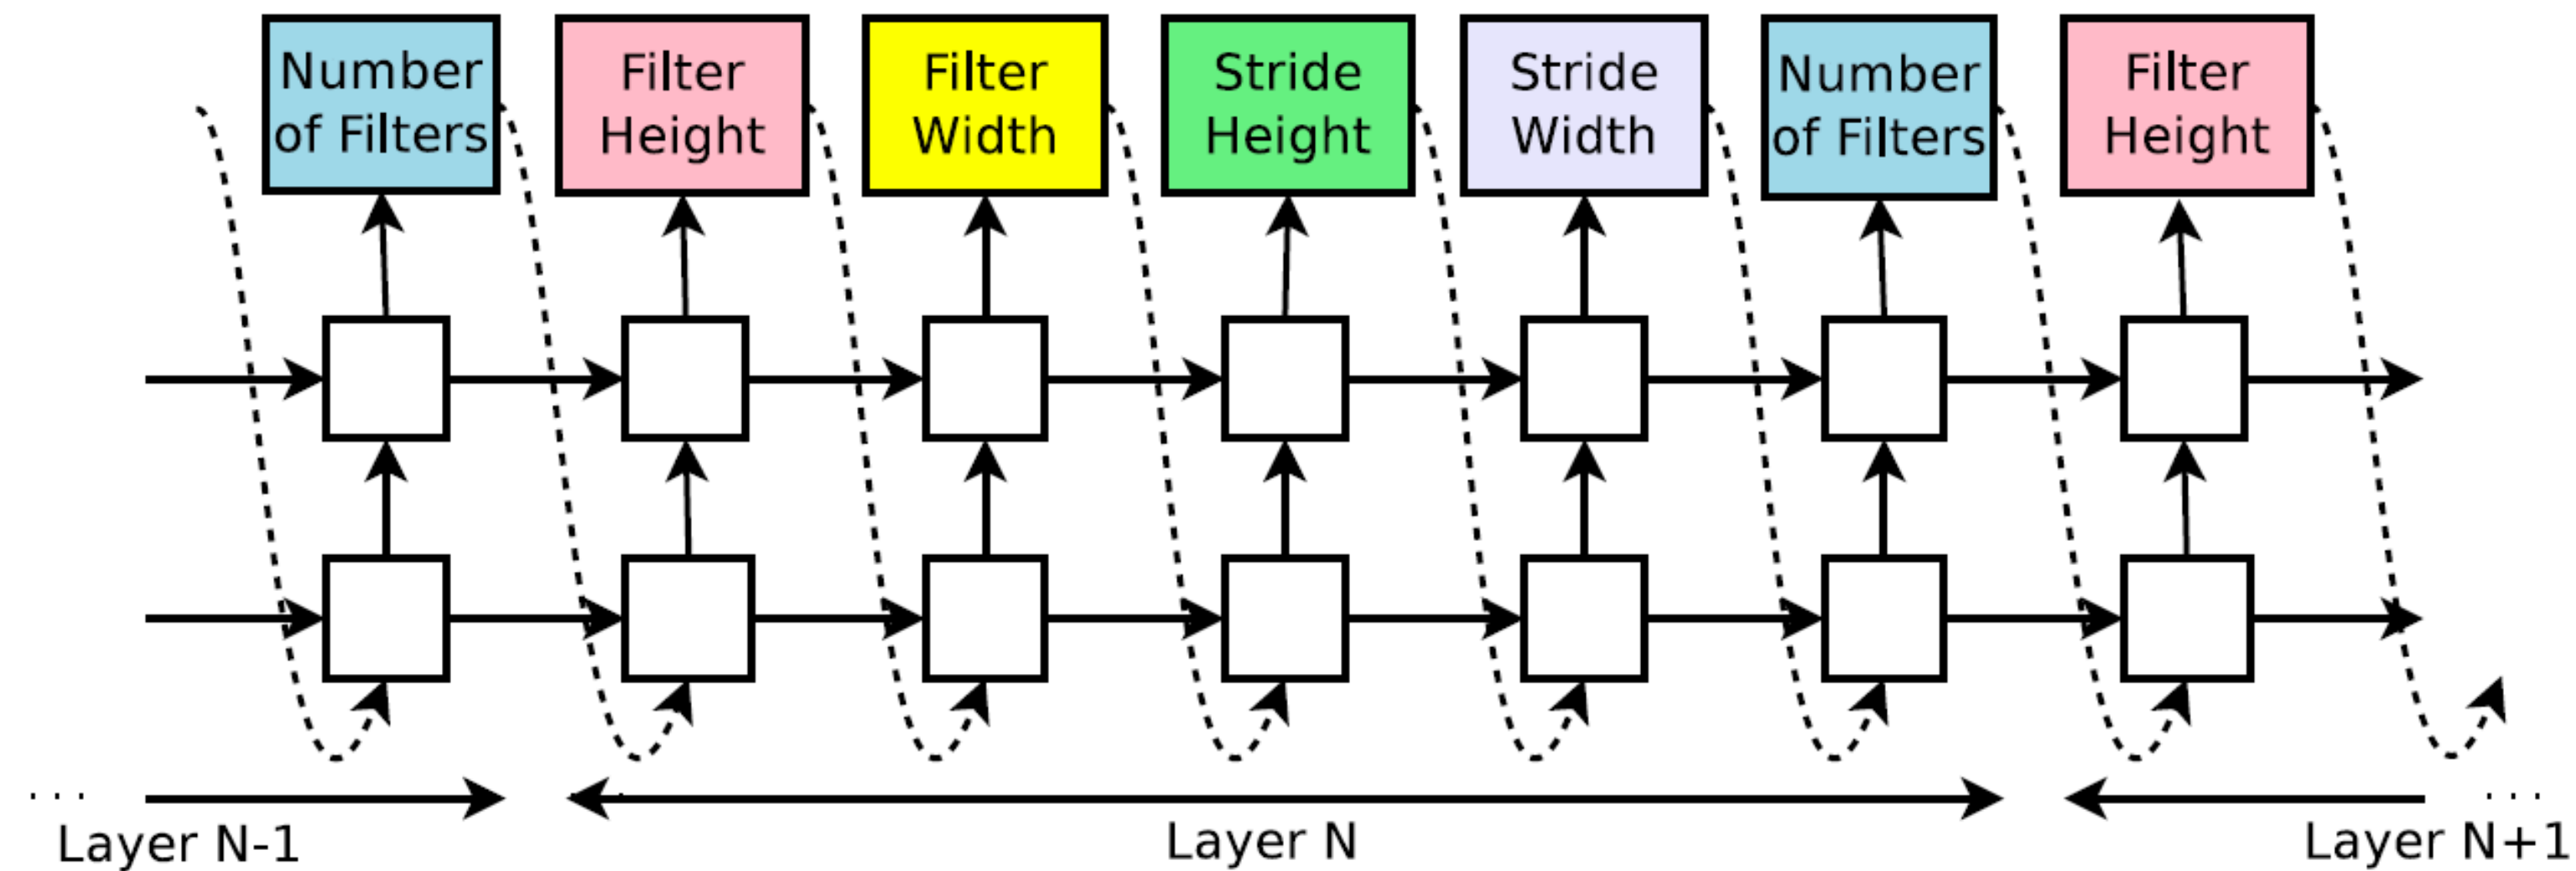 Number
of Filters
Filter
Height
Filter
Width
Stride
Height
Stride
Width
Number
of Filters
Filter
Height
. . .
Layer N-1
Layer N
. . .
Layer N+1